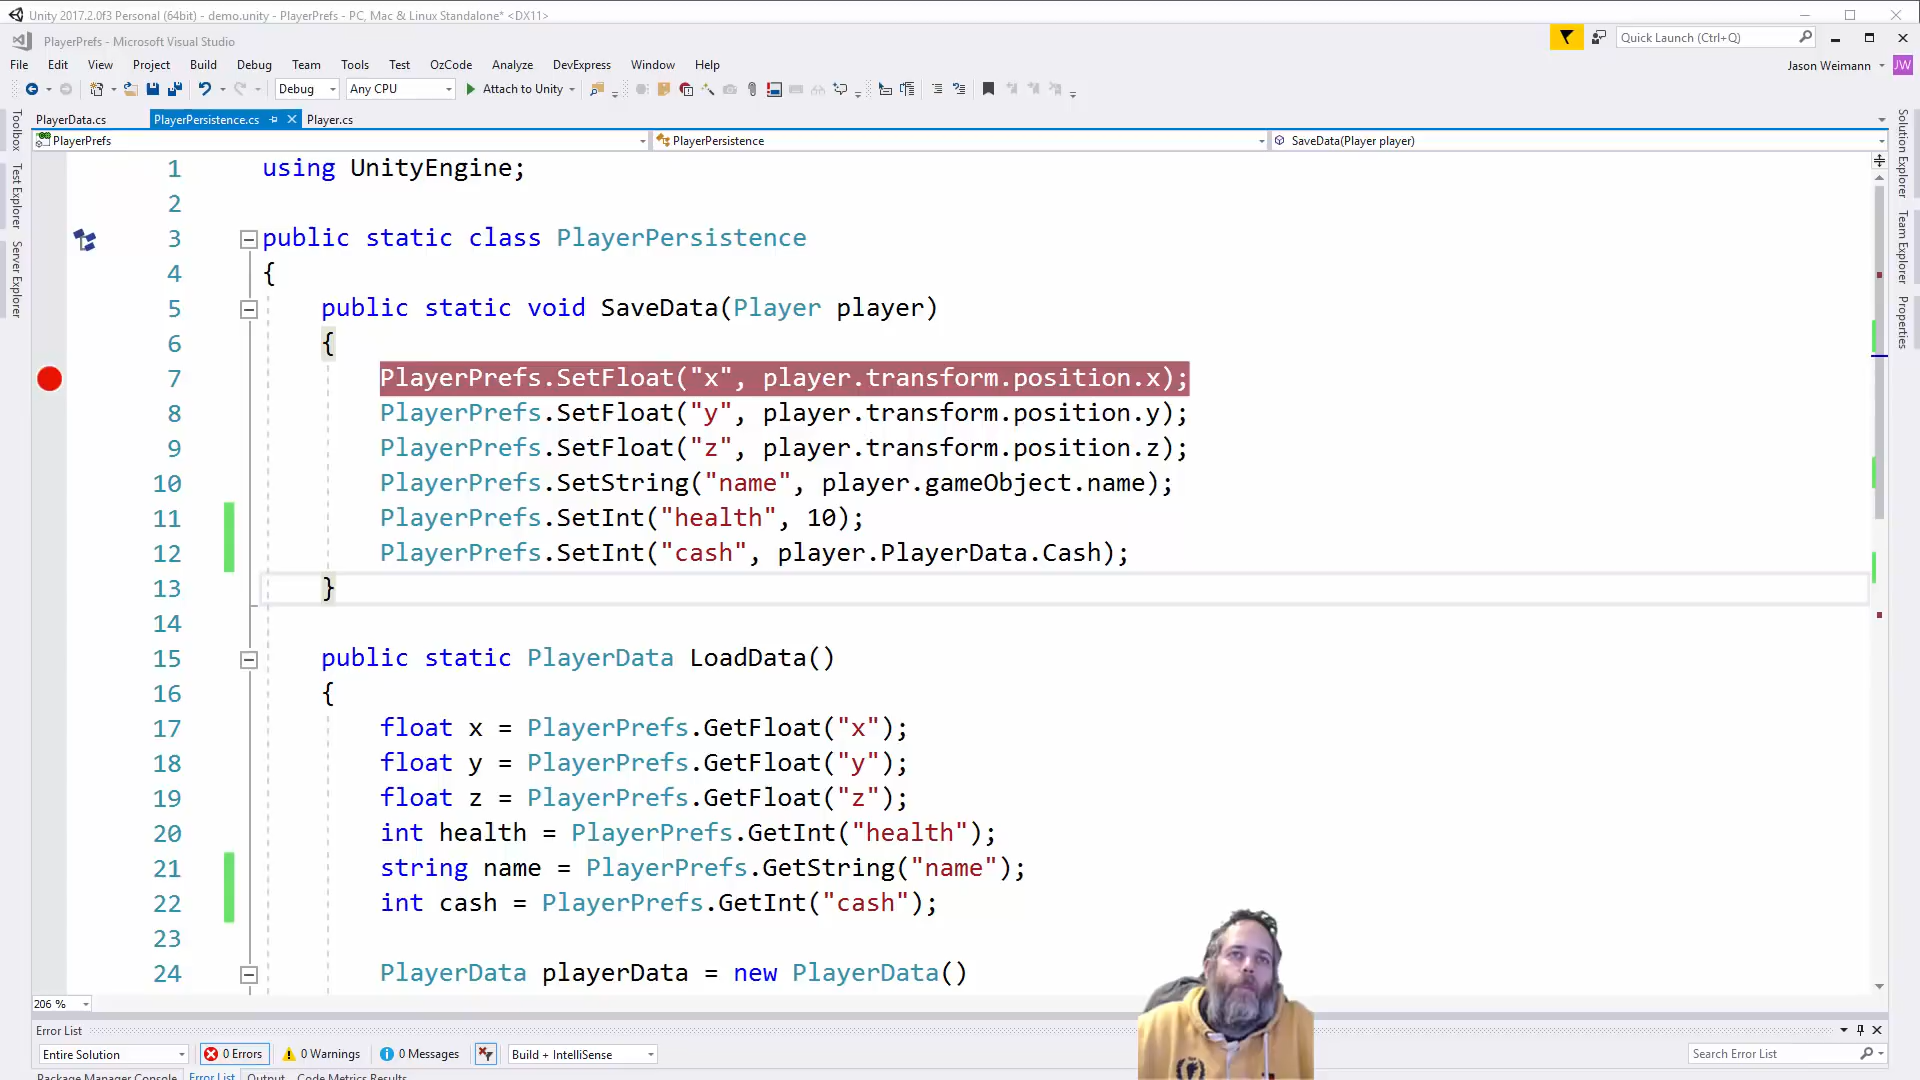 Unity 2017.2.0f3 Personal (64bit) - demo.unity - PlayerPrefs - PC, Mac & Linux Standalone* <DX11>
PlayerPrefs - Microsoft Visual Studio
Quick Launch (Ctrl+Q)
File Edit View Project Build Debug Team Tools Test OzCode Analyze DevExpress Window Help
Jason Weimann JW
Debug Any CPU Attach to Unity
PlayerData.cs PlayerPersistence.cs Player.cs
PlayerPrefs PlayerPersistence SaveData(Player player)
Toolbox
Test Explorer
Server Explorer
Solution Explorer
Team Explorer
Properties
1 using UnityEngine;
2
3 public static class PlayerPersistence
4 {
5 public static void SaveData(Player player)
6 {
7 PlayerPrefs.SetFloat("x", player.transform.position.x);
8 PlayerPrefs.SetFloat("y", player.transform.position.y);
9 PlayerPrefs.SetFloat("z", player.transform.position.z);
10 PlayerPrefs.SetString("name", player.gameObject.name);
11 PlayerPrefs.SetInt("health", 10);
12 PlayerPrefs.SetInt("cash", player.PlayerData.Cash);
13 }
14
15 public static PlayerData LoadData()
16 {
17 float x = PlayerPrefs.GetFloat("x");
18 float y = PlayerPrefs.GetFloat("y");
19 float z = PlayerPrefs.GetFloat("z");
20 int health = PlayerPrefs.GetInt("health");
21 string name = PlayerPrefs.GetString("name");
22 int cash = PlayerPrefs.GetInt("cash");
23
24 PlayerData playerData = new PlayerData()
206 %
Error List
Entire Solution 0 Errors 0 Warnings 0 Messages Build + IntelliSense Search Error List
Package Manager Console Error List Output Code Metrics Results